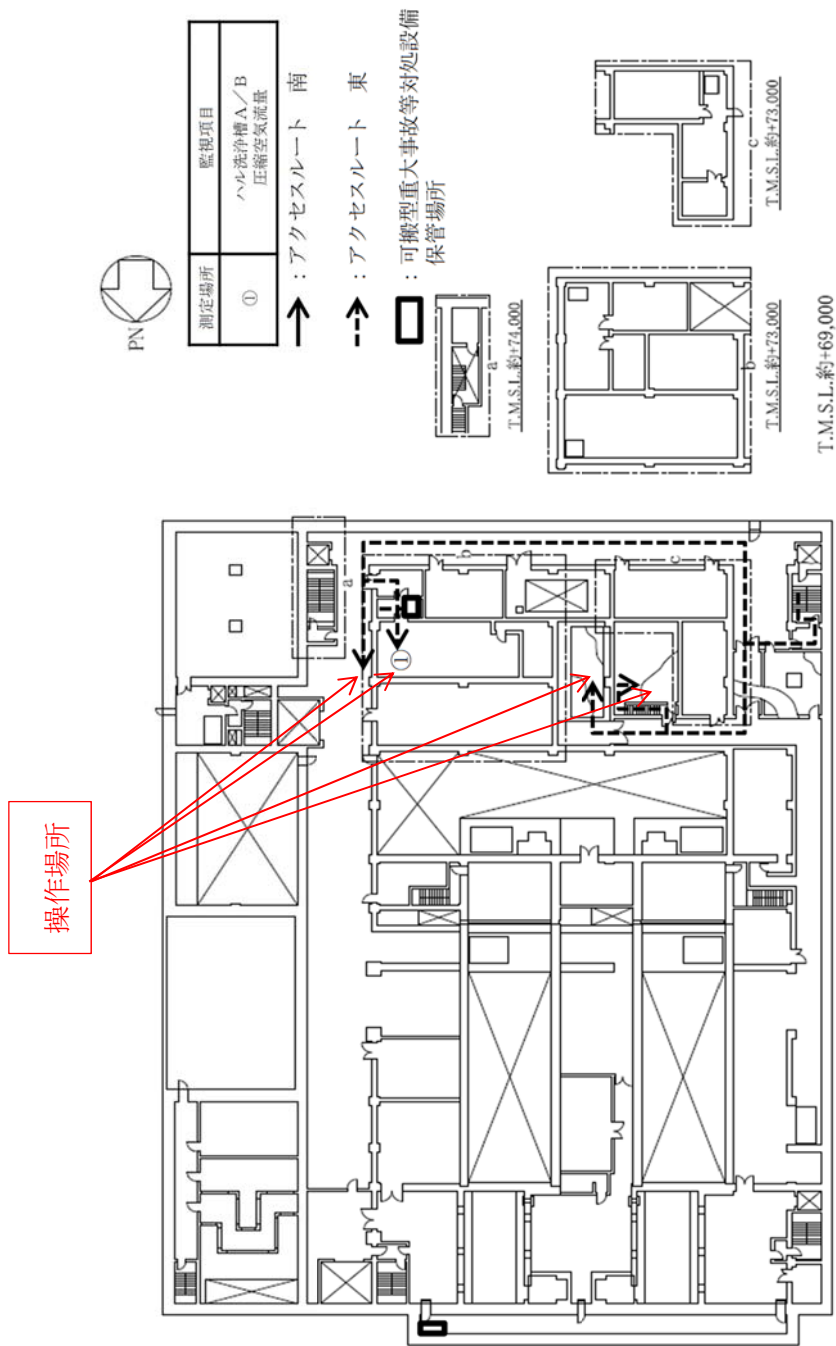 操作場所
PN
測定場所
監視項目
①
ハル洗浄槽A/B
圧縮空気流量
：アクセスルート 南
：アクセスルート 東
：可搬型重大事故等対処設備
保管場所
a
T.M.S.L.約+74,000
b
T.M.S.L.約+73,000
c
T.M.S.L.約+73,000
T.M.S.L.約+69,000
a
b
c
①